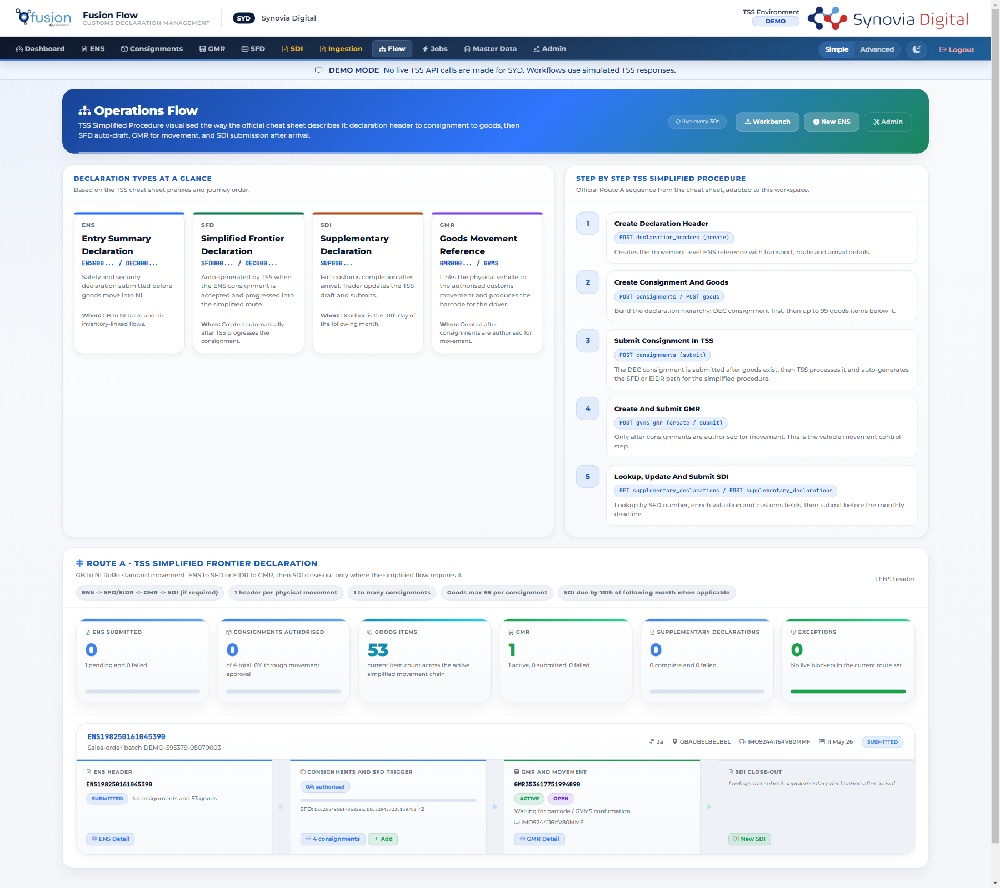 fusion
Fusion Flow
CUSTOMS DECLARATION MANAGEMENT
SYD
Synovia Digital
TSS Environment
DEMO
Synovia Digital
Dashboard
ENS
Consignments
GMR
SFD
SDI
Ingestion
Flow
Jobs
Master Data
Admin
Simple
Advanced
Logout
DEMO MODE No live TSS API calls are made for SYD. Workflows use simulated TSS responses.
Operations Flow
TSS Simplified Procedure visualised the way the official cheat sheet describes it: declaration header to consignment to goods, then
SFD auto-draft, GMR for movement, and SDI submission after arrival.
live every 30s
Workbench
New ENS
Admin
DECLARATION TYPES AT A GLANCE
Based on the TSS cheat sheet prefixes and journey order.
ENS
Entry Summary
Declaration
ENS000... / DEC000...
Safety and security
declaration submitted before
goods move into NI.
When: GB to NI RoRo and air
inventory-linked flows.
SFD
Simplified Frontier
Declaration
SFD000... / DEC000...
Auto-generated by TSS when
the ENS consignment is
accepted and progressed into
the simplified route.
When: Created automatically
after TSS progresses the
consignment.
SDI
Supplementary
Declaration
SUP000...
Full customs completion after
arrival. Trader updates the TSS
draft and submits.
When: Deadline is the 10th day of
the following month.
GMR
Goods Movement
Reference
GMR000... / GVMS
Links the physical vehicle to
the authorised customs
movement and produces the
barcode for the driver.
When: Created after
consignments are authorised for
movement.
STEP BY STEP TSS SIMPLIFIED PROCEDURE
Official Route A sequence from the cheat sheet, adapted to this workspace.
1
Create Declaration Header
POST declaration_headers (create)
Creates the movement level ENS reference with transport, route and arrival details.
2
Create Consignment And Goods
POST consignments / POST goods
Build the declaration hierarchy: DEC consignment first, then up to 99 goods items below it.
3
Submit Consignment In TSS
POST consignments (submit)
The DEC consignment is submitted after goods exist, then TSS processes it and auto-generates
the SFD or EIDR path for the simplified procedure.
4
Create And Submit GMR
POST gvms_gmr (create / submit)
Only after consignments are authorised for movement. This is the vehicle movement control
step.
5
Lookup, Update And Submit SDI
GET supplementary_declarations / POST supplementary_declarations
Lookup by SFD number, enrich valuation and customs fields, then submit before the monthly
deadline.
ROUTE A - TSS SIMPLIFIED FRONTIER DECLARATION
GB to NI RoRo standard movement. ENS to SFD or EIDR to GMR, then SDI close-out only where the simplified flow requires it.
1 ENS header
ENS -> SFD/EIDR -> GMR -> SDI (if required)
1 header per physical movement
1 to many consignments
Goods max 99 per consignment
SDI due by 10th of following month when applicable
ENS SUBMITTED
0
1 pending and 0 failed
CONSIGNMENTS AUTHORISED
0
of 4 total, 0% through movement
approval
GOODS ITEMS
53
current item count across the active
simplified movement chain
GMR
1
1 active, 0 submitted, 0 failed
SUPPLEMENTARY DECLARATIONS
0
0 complete and 0 failed
EXCEPTIONS
0
No live blockers in the current route set
ENS198250161045390
Sales-order batch DEMO-595379-05070003
3a
GBAUBELBELBEL
IMO9244116#V80MMF
11 May 26
SUBMITTED
ENS HEADER
ENS198250161045390
SUBMITTED
4 consignments and 53 goods
ENS Detail
CONSIGNMENTS AND SFD TRIGGER
0/4 authorised
SFD: DEC255495617363286, DEC329437235150753 +2
4 consignments
+ Add
GMR AND MOVEMENT
GMR353617751994890
ACTIVE
OPEN
Waiting for barcode / GVMS confirmation
IMO9244116#V80MMF
GMR Detail
SDI CLOSE-OUT
Lookup and submit supplementary declaration after arrival
New SDI